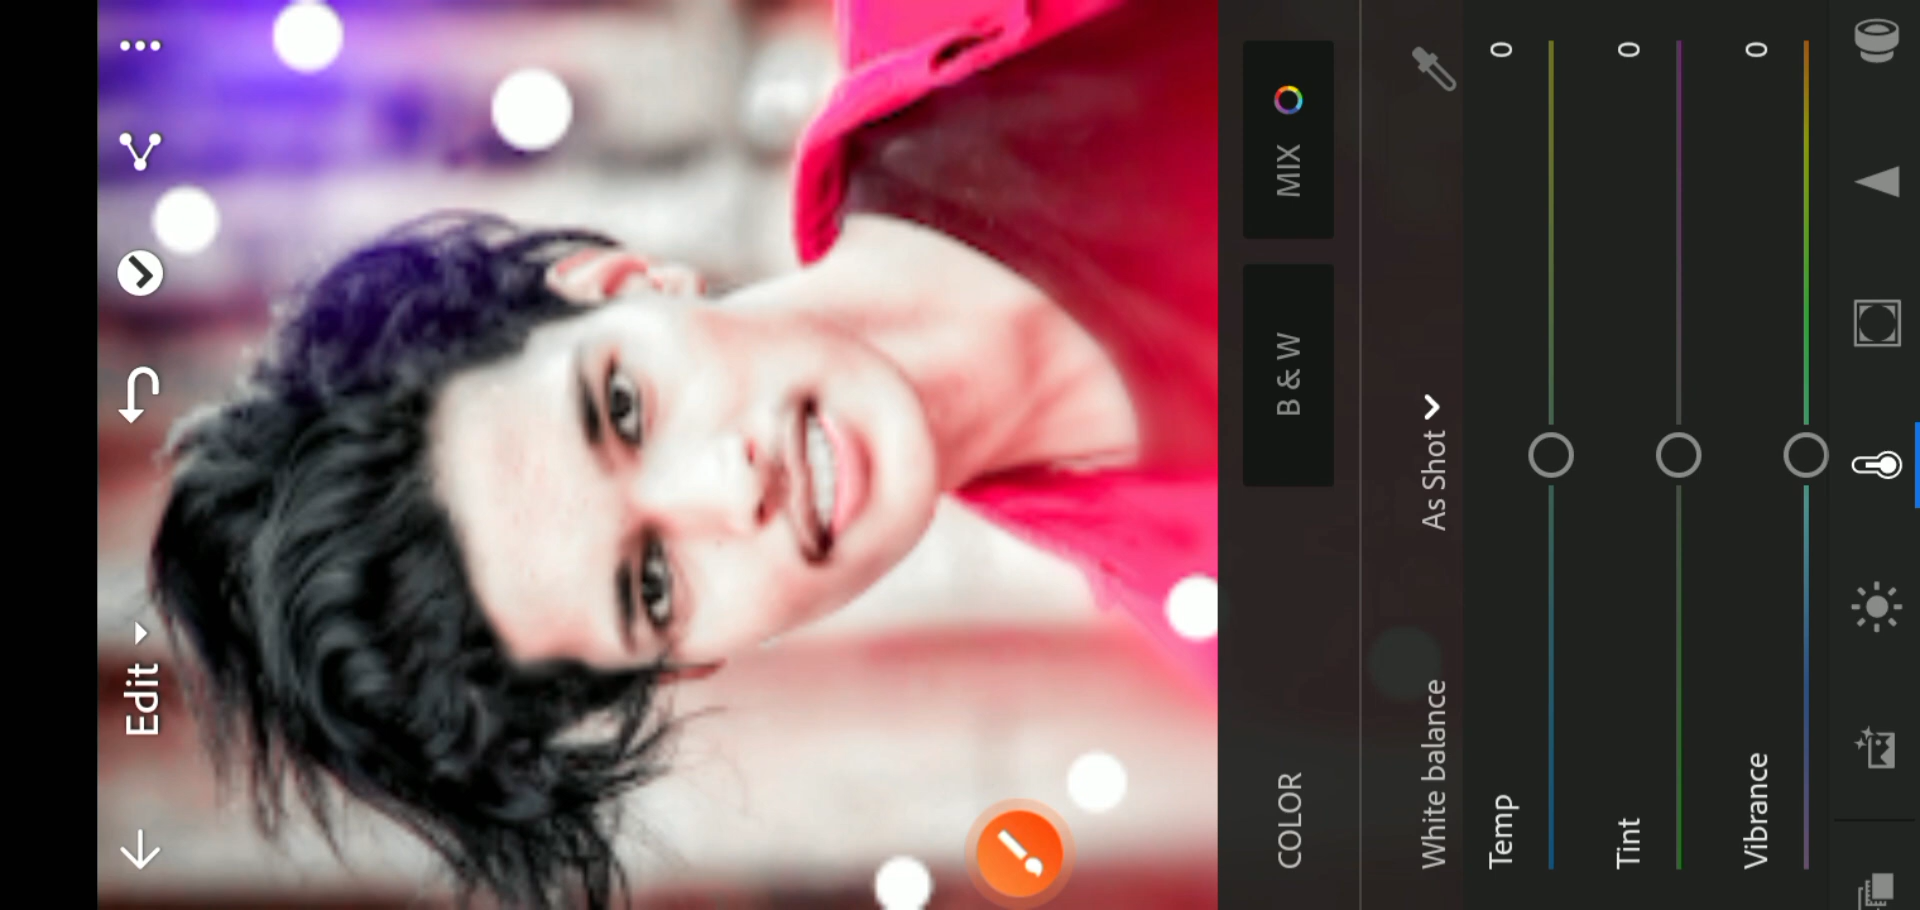 Edit
COLOR
B & W
MIX
White balance
As Shot
Temp
0
Tint
0
Vibrance
0